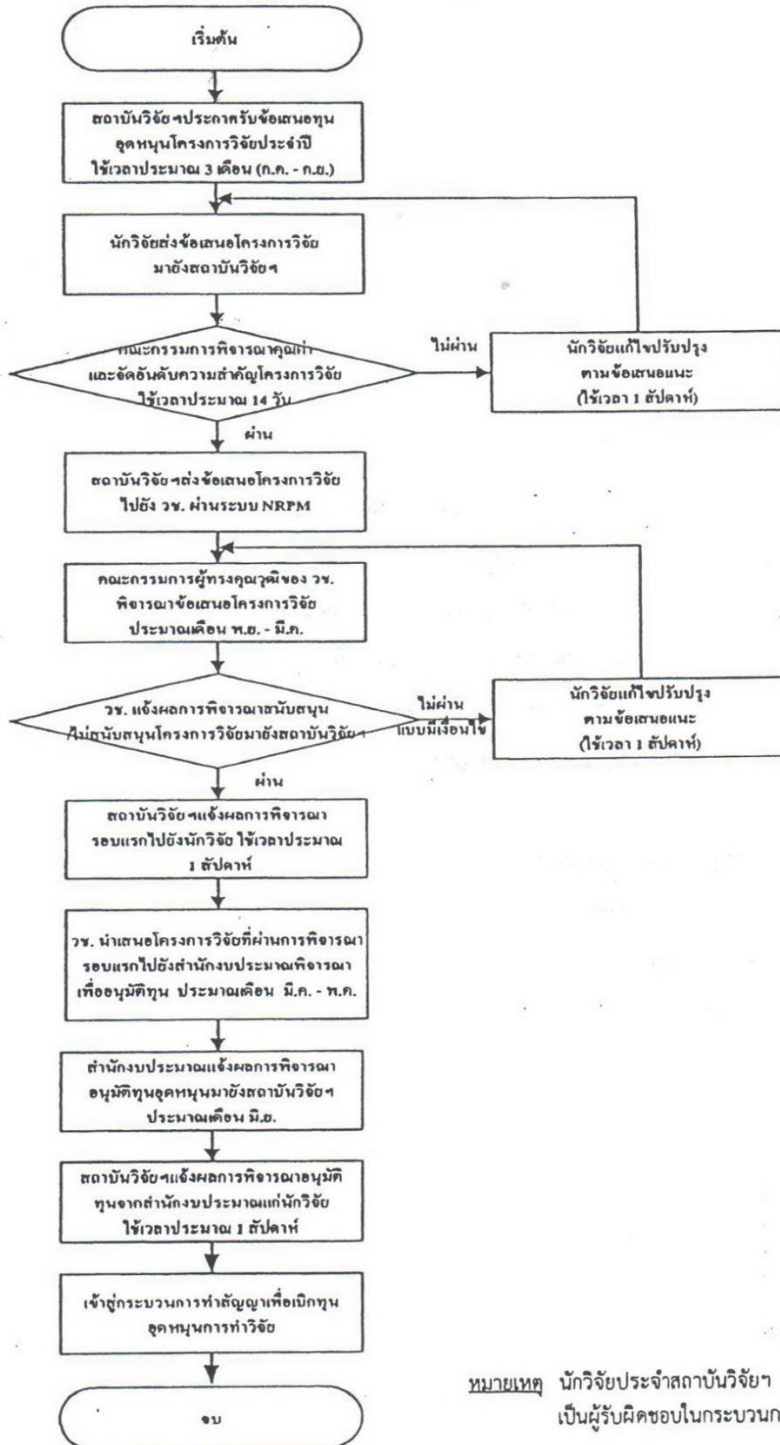 เริ่มต้น
สถาบันวิจัยฯประกาศรับข้อเสนอทุน
อุดหนุนโครงการวิจัยประจำปี
ใช้เวลาประมาณ 3 เดือน (ก.ค. - ก.ย.)
นักวิจัยส่งข้อเสนอโครงการวิจัย
มายังสถาบันวิจัยฯ
คณะกรรมการพิจารณาคุณค่า
และจัดอันดับความสำคัญโครงการวิจัย
ใช้เวลาประมาณ 14 วัน
ไม่ผ่าน
นักวิจัยแก้ไขปรับปรุง
ตามข้อเสนอแนะ
(ใช้เวลา 1 สัปดาห์)
ผ่าน
สถาบันวิจัยฯส่งข้อเสนอโครงการวิจัย
ไปยัง วช. ผ่านระบบ NRPM
คณะกรรมการผู้ทรงคุณวุฒิของ วช.
พิจารณาข้อเสนอโครงการวิจัย
ประมาณเดือน พ.ย. - มี.ค.
วช. แจ้งผลการพิจารณาสนับสนุน
/ไม่สนับสนุนโครงการวิจัยมายังสถาบันวิจัยฯ
ไม่ผ่าน
แบบมีเงื่อนไข
นักวิจัยแก้ไขปรับปรุง
ตามข้อเสนอแนะ
(ใช้เวลา 1 สัปดาห์)
ผ่าน
สถาบันวิจัยฯแจ้งผลการพิจารณา
รอบแรกไปยังนักวิจัย ใช้เวลาประมาณ
1 สัปดาห์
วช. นำเสนอโครงการวิจัยที่ผ่านการพิจารณา
รอบแรกไปยังสำนักงบประมาณพิจารณา
เพื่ออนุมัติทุน ประมาณเดือน มี.ค. - พ.ค.
สำนักงบประมาณแจ้งผลการพิจารณา
อนุมัติทุนอุดหนุนมายังสถาบันวิจัยฯ
ประมาณเดือน มิ.ย.
สถาบันวิจัยฯแจ้งผลการพิจารณาอนุมัติ
ทุนจากสำนักงบประมาณแก่นักวิจัย
ใช้เวลาประมาณ 1 สัปดาห์
เข้าสู่กระบวนการทำสัญญาเพื่อเบิกทุน
อุดหนุนการทำวิจัย
จบ
หมายเหตุ นักวิจัยประจำสถาบันวิจัยฯ
เป็นผู้รับผิดชอบในกระบวนก